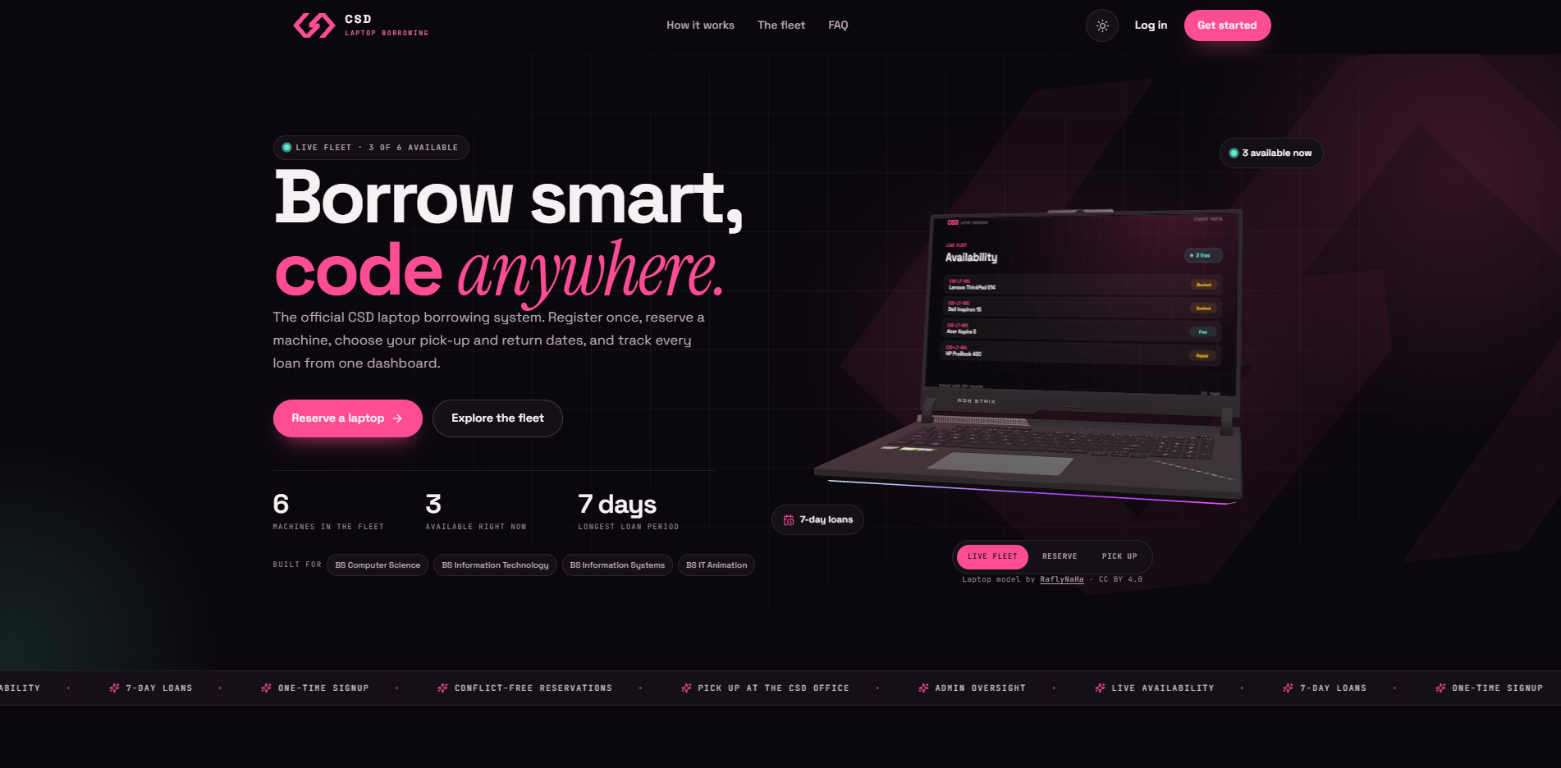 CSD
LAPTOP BORROWING
How it works
The fleet
FAQ
Log in
Get started
LIVE FLEET · 3 OF 6 AVAILABLE
Borrow smart,
code anywhere.
The official CSD laptop borrowing system. Register once, reserve a
machine, choose your pick-up and return dates, and track every
loan from one dashboard.
Reserve a laptop →
Explore the fleet
6
MACHINES IN THE FLEET
3
AVAILABLE RIGHT NOW
7 days
LONGEST LOAN PERIOD
BUILT FOR
BS Computer Science
BS Information Technology
BS Information Systems
BS IT Animation
3 available now
CSD
LIVE FLEET
Availability
3 free
Lenovo ThinkPad E14
Booked
Dell Inspiron 15
Booked
Acer Aspire 5
Free
HP ProBook 450
Repair
ROG STRIX
7-day loans
LIVE FLEET
RESERVE
PICK UP
Laptop model by RaflyNaHa · CC BY 4.0
ABILITY
7-DAY LOANS
ONE-TIME SIGNUP
CONFLICT-FREE RESERVATIONS
PICK UP AT THE CSD OFFICE
ADMIN OVERSIGHT
LIVE AVAILABILITY
7-DAY LOANS
ONE-TIME SIGNUP